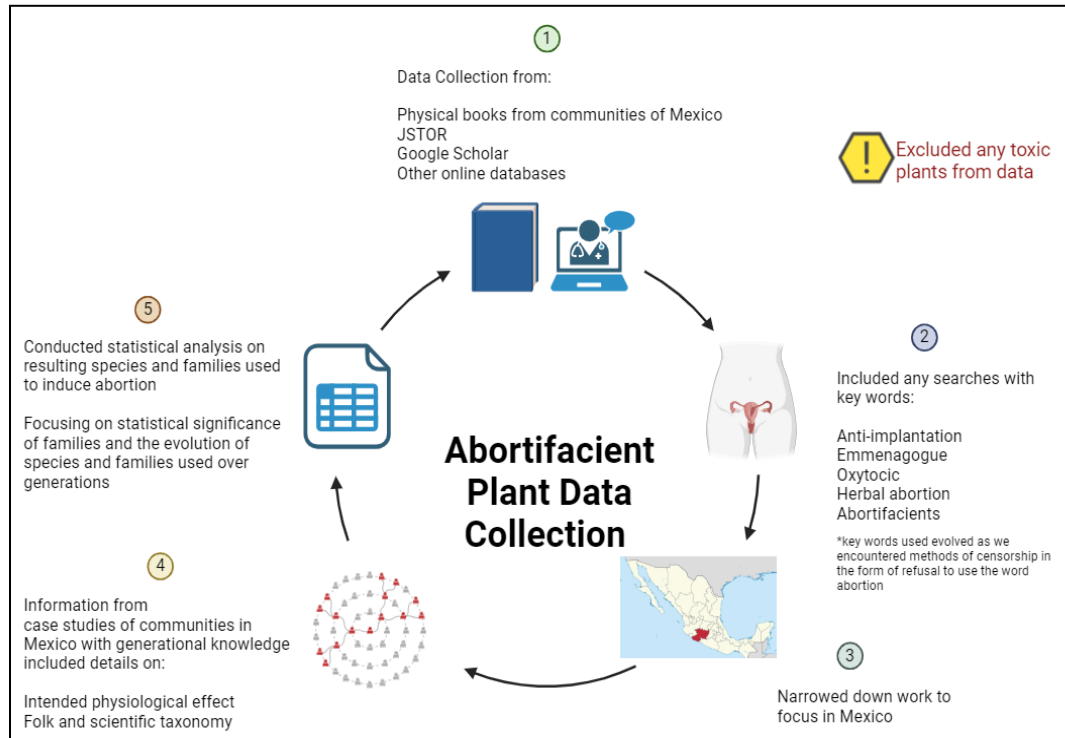 1
Data Collection from:
Physical books from communities of Mexico
JSTOR
Google Scholar
Other online databases
!
Excluded any toxic
plants from data
2
Included any searches with
key words:
Anti-implantation
Emmenagogue
Oxytocic
Herbal abortion
Abortifacients
*key words used evolved as we
encountered methods of censorship in
the form of refusal to use the word
abortion
3
Narrowed down work to
focus in Mexico
4
Information from
case studies of communities in
Mexico with generational knowledge
included details on:
Intended physiological effect
Folk and scientific taxonomy
5
Conducted statistical analysis on
resulting species and families used
to induce abortion
Focusing on statistical significance
of families and the evolution of
species and families used over
generations
Abortifacient
Plant Data
Collection